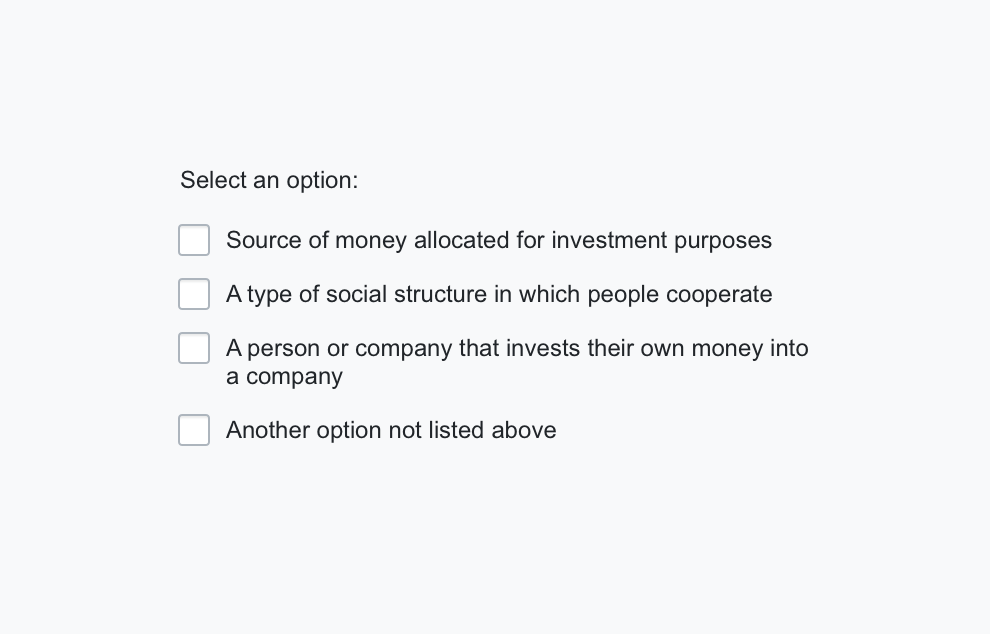 Select an option:
Source of money allocated for investment purposes
A type of social structure in which people cooperate
A person or company that invests their own money into
a company
Another option not listed above